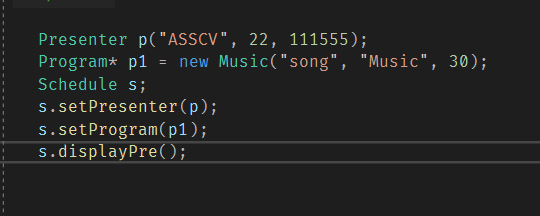 Presenter p("ASSCV", 22, 111555);
Program* p1 = new Music("song", "Music", 30);
Schedule s;
s.setPresenter(p);
s.setProgram(p1);
s.displayPre();